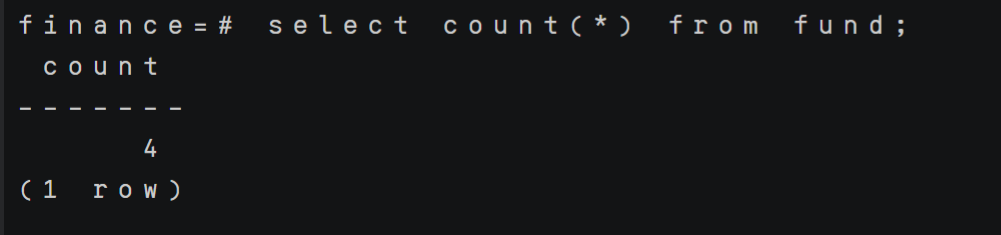 finance=# select count(*) from fund;
 count
-------
     4
(1 row)